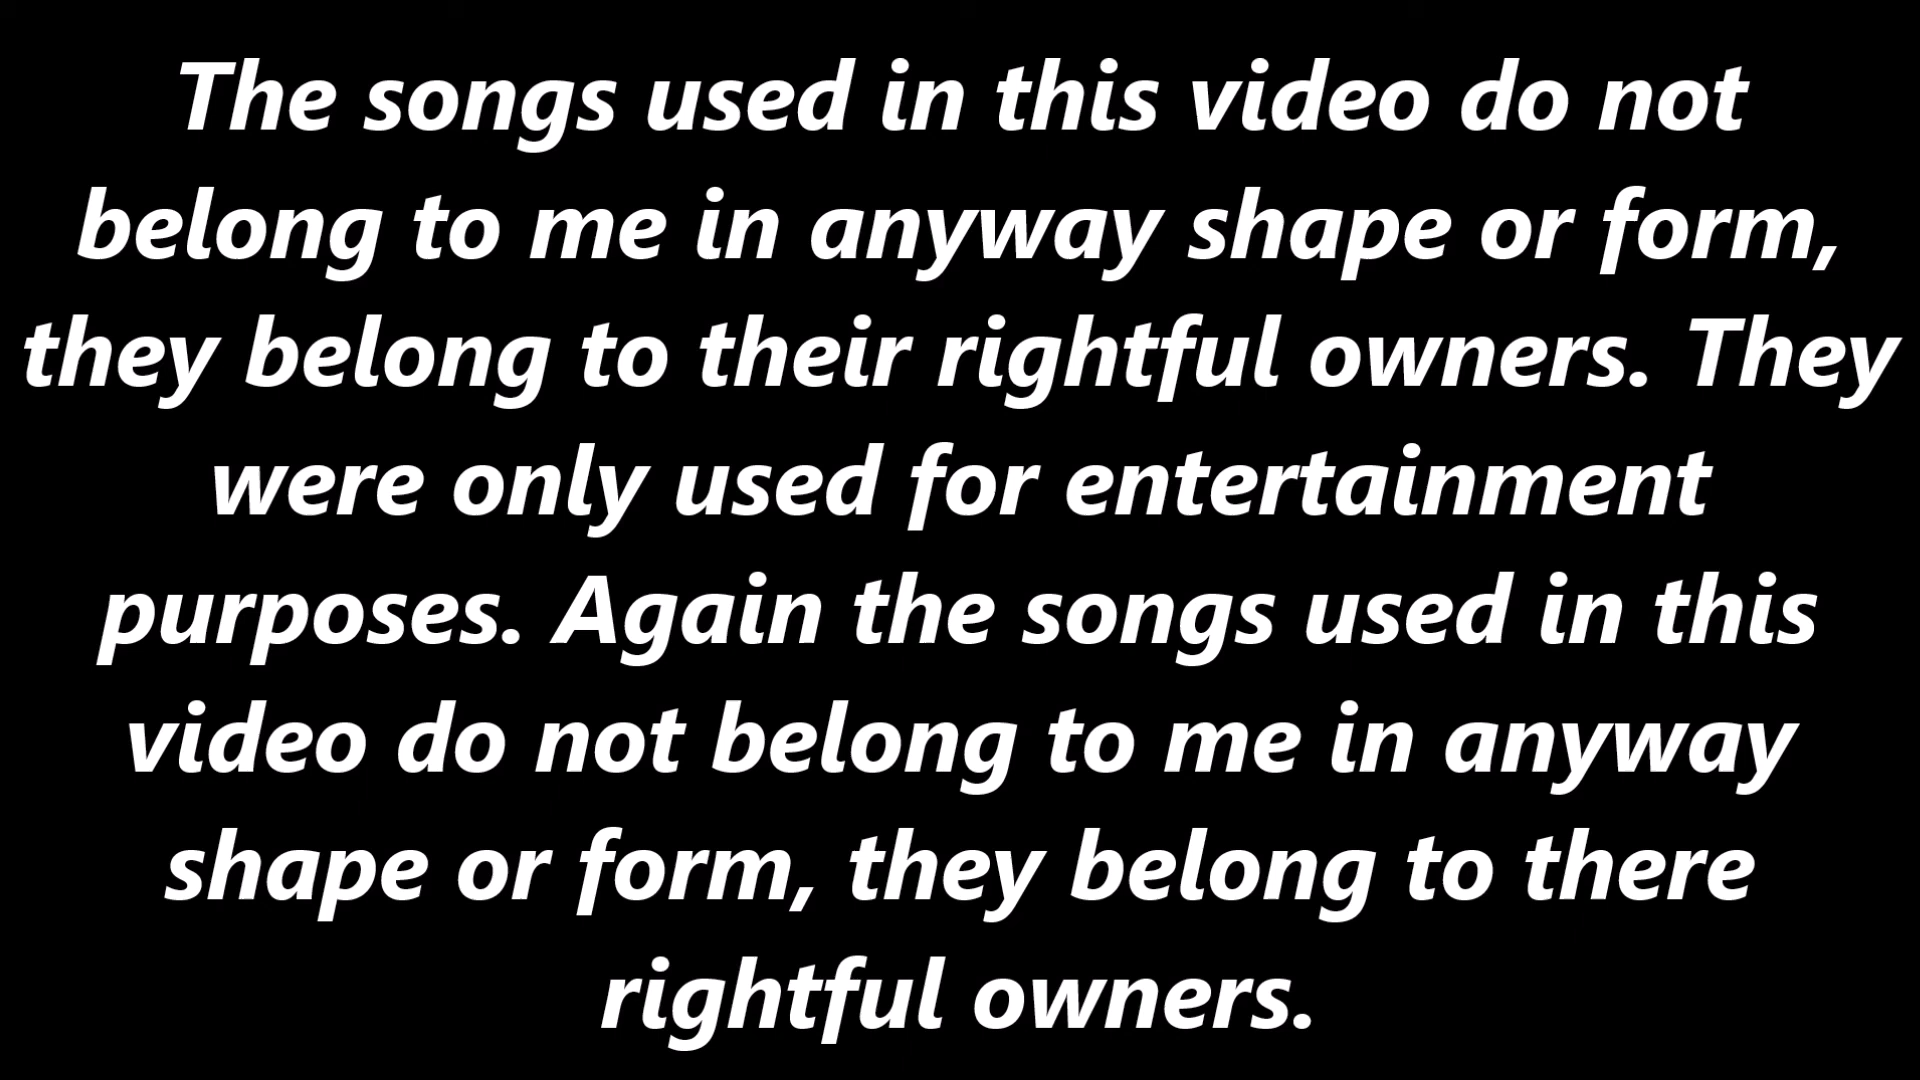 The songs used in this video do not
belong to me in anyway shape or form,
they belong to their rightful owners. They
were only used for entertainment
purposes. Again the songs used in this
video do not belong to me in anyway
shape or form, they belong to there
rightful owners.